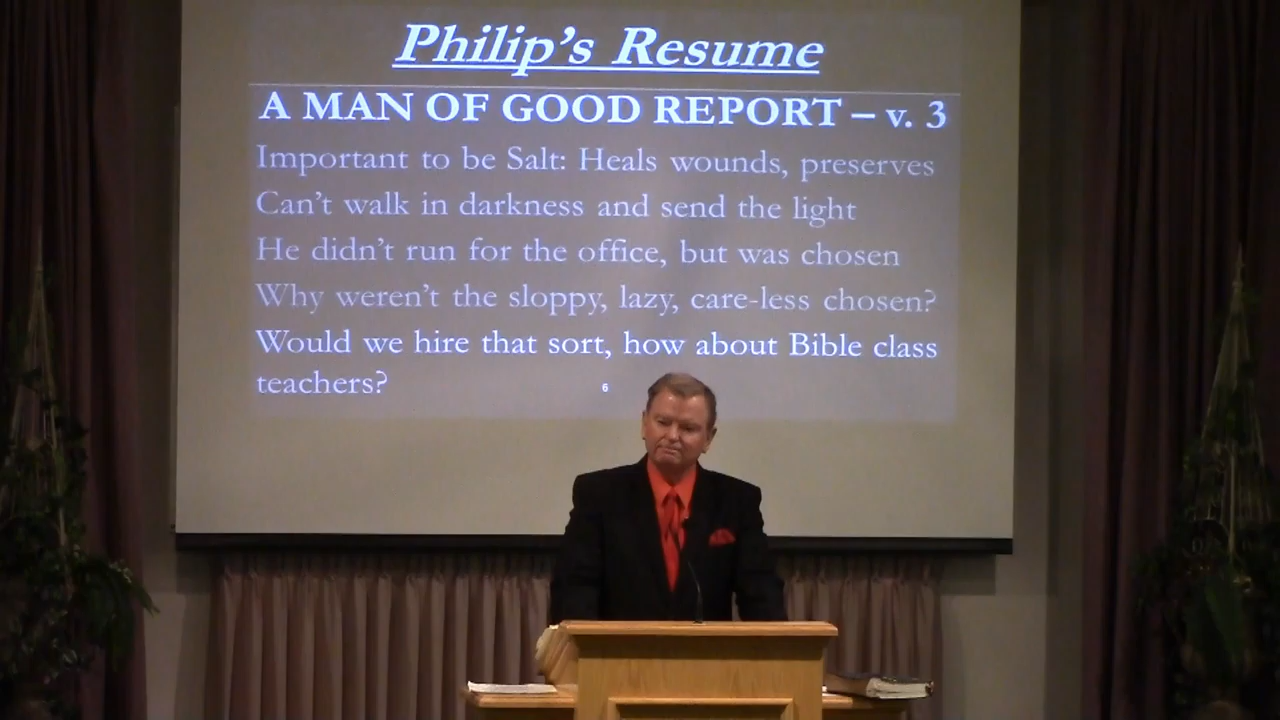 Philip's Resume
A MAN OF GOOD REPORT – v. 3
Important to be Salt: Heals wounds, preserves
Can't walk in darkness and send the light
He didn't run for the office, but was chosen
Why weren't the sloppy, lazy, care-less chosen?
Would we hire that sort, how about Bible class
teachers?
6